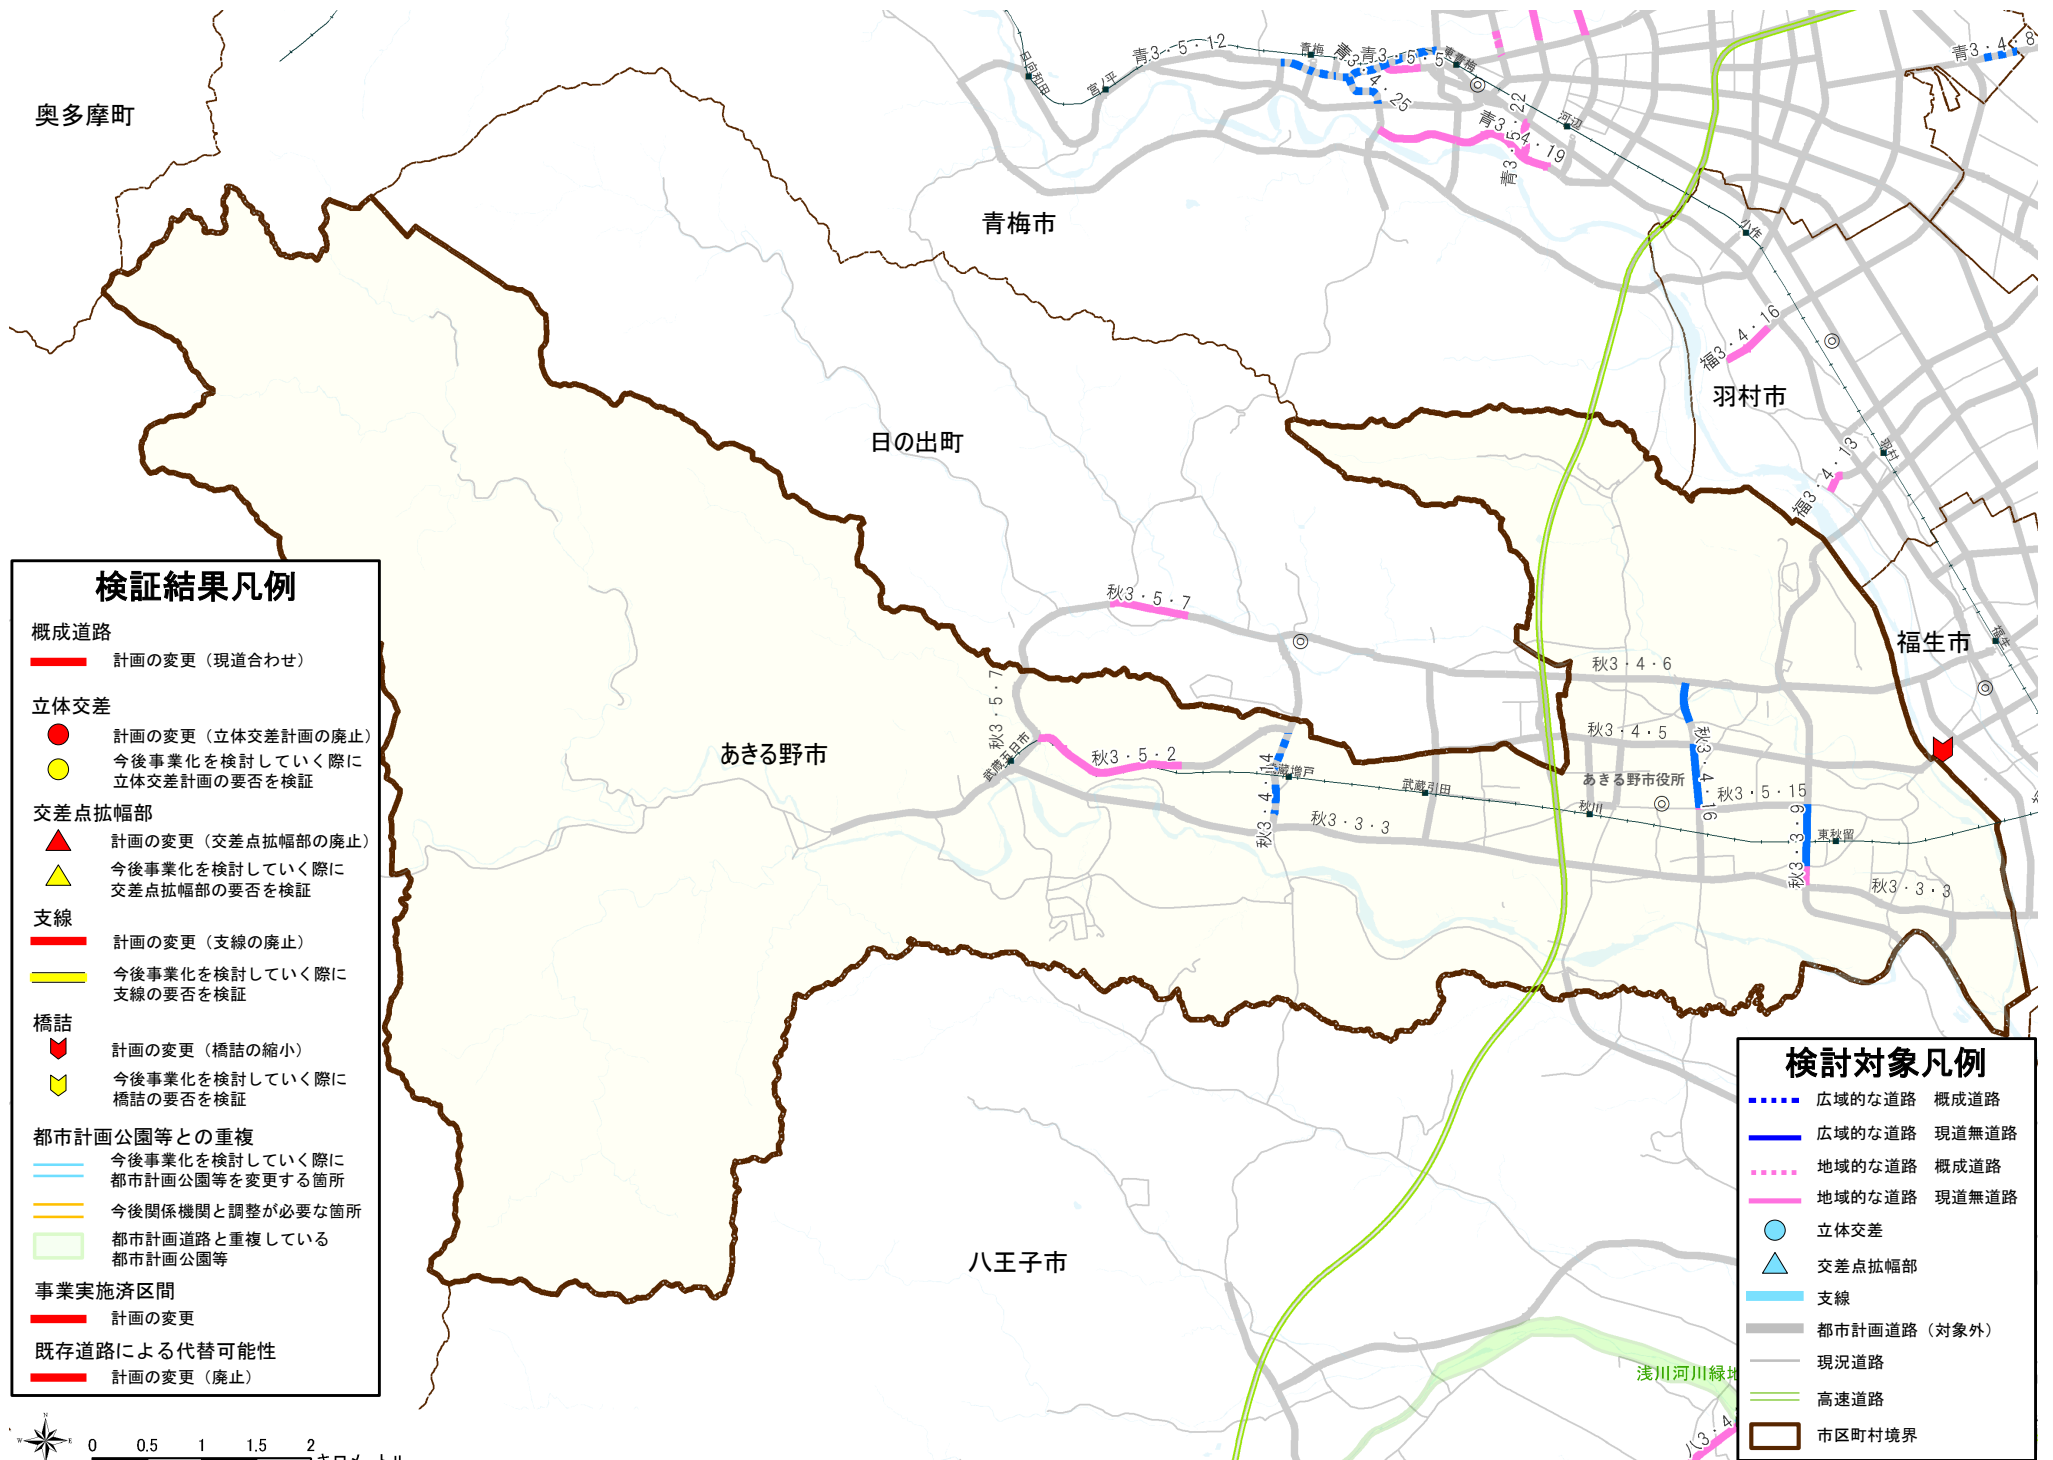 奥多摩町
青梅市
日の出町
羽村市
福生市
あきる野市
八王子市
日向和田
宮ノ平
青3・5・12
青梅
青3・4・25
青3・5・5
東青梅
青3・5・22
青3・4・19
河辺
青3・4・8
小作
福3・4・16
羽村
福3・4・13
福生
秋3・5・7
秋3・5・7
武蔵五日市
秋3・5・2
秋3・4・14
武蔵増戸
武蔵引田
秋3・3・3
秋3・4・6
秋3・4・5
秋3・4・16
あきる野市役所
秋川
秋3・5・15
秋3・3・9
東秋留
秋3・3・3
浅川河川緑地
八3・4
検証結果凡例
概成道路
計画の変更（現道合わせ）
立体交差
計画の変更（立体交差計画の廃止）
今後事業化を検討していく際に
立体交差計画の要否を検証
交差点拡幅部
計画の変更（交差点拡幅部の廃止）
今後事業化を検討していく際に
交差点拡幅部の要否を検証
支線
計画の変更（支線の廃止）
今後事業化を検討していく際に
支線の要否を検証
橋詰
計画の変更（橋詰の縮小）
今後事業化を検討していく際に
橋詰の要否を検証
都市計画公園等との重複
今後事業化を検討していく際に
都市計画公園等を変更する箇所
今後関係機関と調整が必要な箇所
都市計画道路と重複している
都市計画公園等
事業実施済区間
計画の変更
既存道路による代替可能性
計画の変更（廃止）
N
W
E
0 0.5 1 1.5 2
キロメートル
検討対象凡例
広域的な道路　概成道路
広域的な道路　現道無道路
地域的な道路　概成道路
地域的な道路　現道無道路
立体交差
交差点拡幅部
支線
都市計画道路（対象外）
現況道路
高速道路
市区町村境界